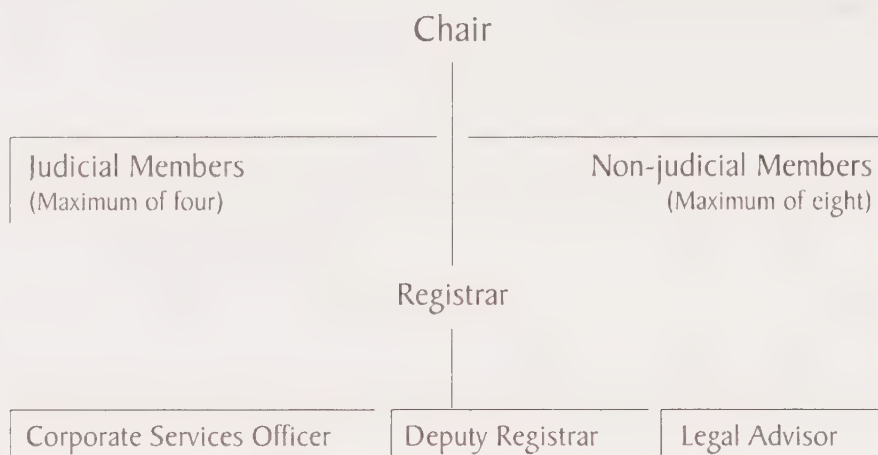 Chair
Judicial Members
(Maximum of four)
Non-judicial Members
(Maximum of eight)
Registrar
Corporate Services Officer
Deputy Registrar
Legal Advisor